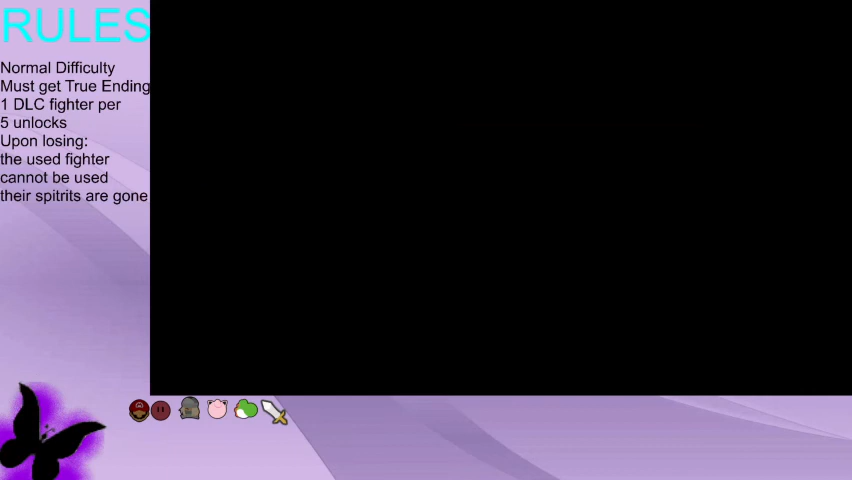 RULES
Normal Difficulty
Must get True Ending
1 DLC fighter per
5 unlocks
Upon losing:
the used fighter
cannot be used
their spitrits are gone